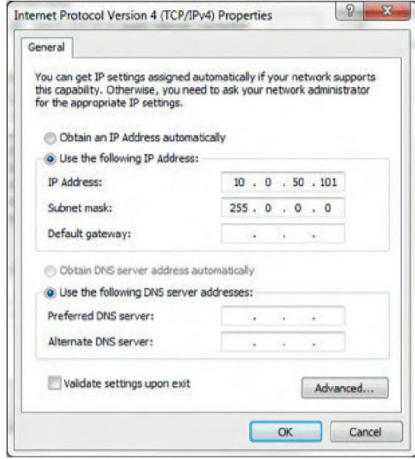 Internet Protocol Version 4 (TCP/IPv4) Properties
General
You can get IP settings assigned automatically if your network supports
this capability. Otherwise, you need to ask your network administrator
for the appropriate IP settings.
Obtain an IP Address automatically
Use the following IP Address:
IP Address: 10 . 0 . 50 . 101
Subnet mask: 255 . 0 . 0 . 0
Default gateway: . . .
Obtain DNS server address automatically
Use the following DNS server addresses:
Preferred DNS server: . . .
Alternate DNS server: . . .
Validate settings upon exit
Advanced...
OK Cancel